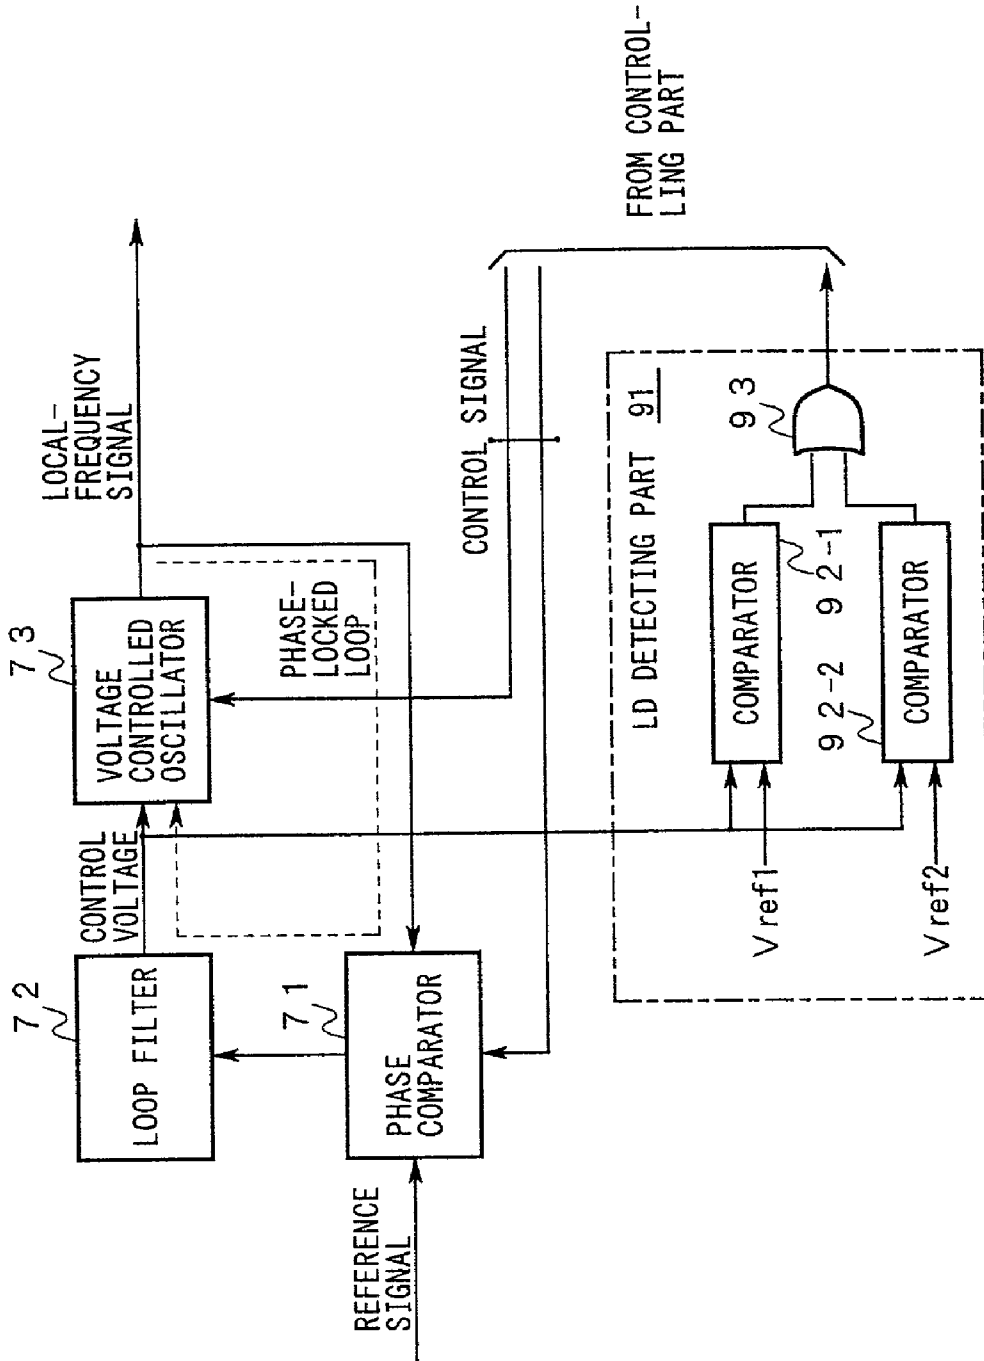 7 3
VOLTAGE
CONTROLLED
OSCILLATOR
LOCAL-
FREQUENCY
SIGNAL
7 2
LOOP FILTER
CONTROL
VOLTAGE
PHASE-
LOCKED
LOOP
7 1
PHASE
COMPARATOR
REFERENCE
SIGNAL
CONTROL SIGNAL
FROM CONTROL-
LING PART
LD DETECTING PART 91
9 3
COMPARATOR
9 2-1
9 2-2
COMPARATOR
Vref1
Vref2